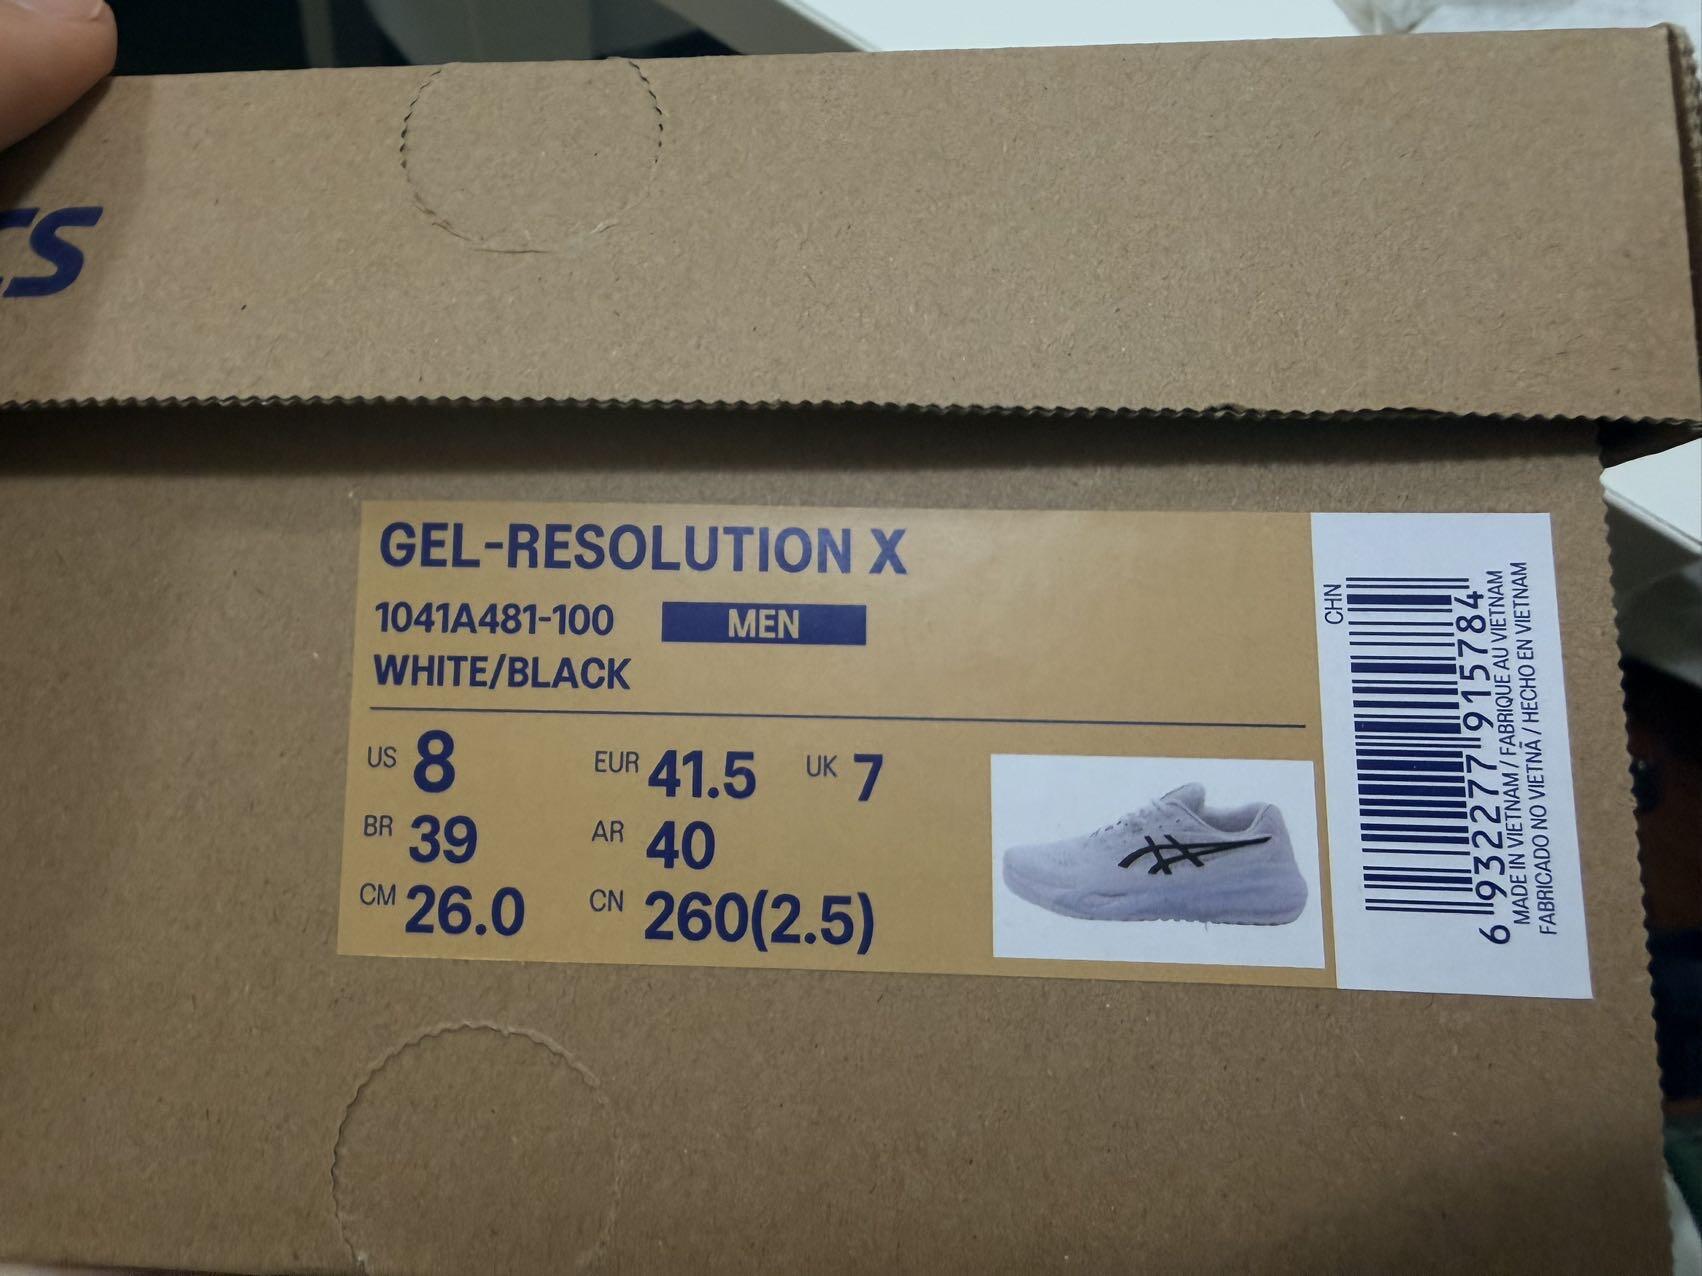 CS
GEL-RESOLUTION X
1041A481-100 MEN
WHITE/BLACK
US 8 EUR 41.5 UK 7
BR 39 AR 40
CM 26.0 CN 260(2.5)
CHN
6 932277 915784
MADE IN VIETNAM / FABRIQUE AU VIETNAM
FABRICADO NO VIETNÃ / HECHO EN VIETNAM